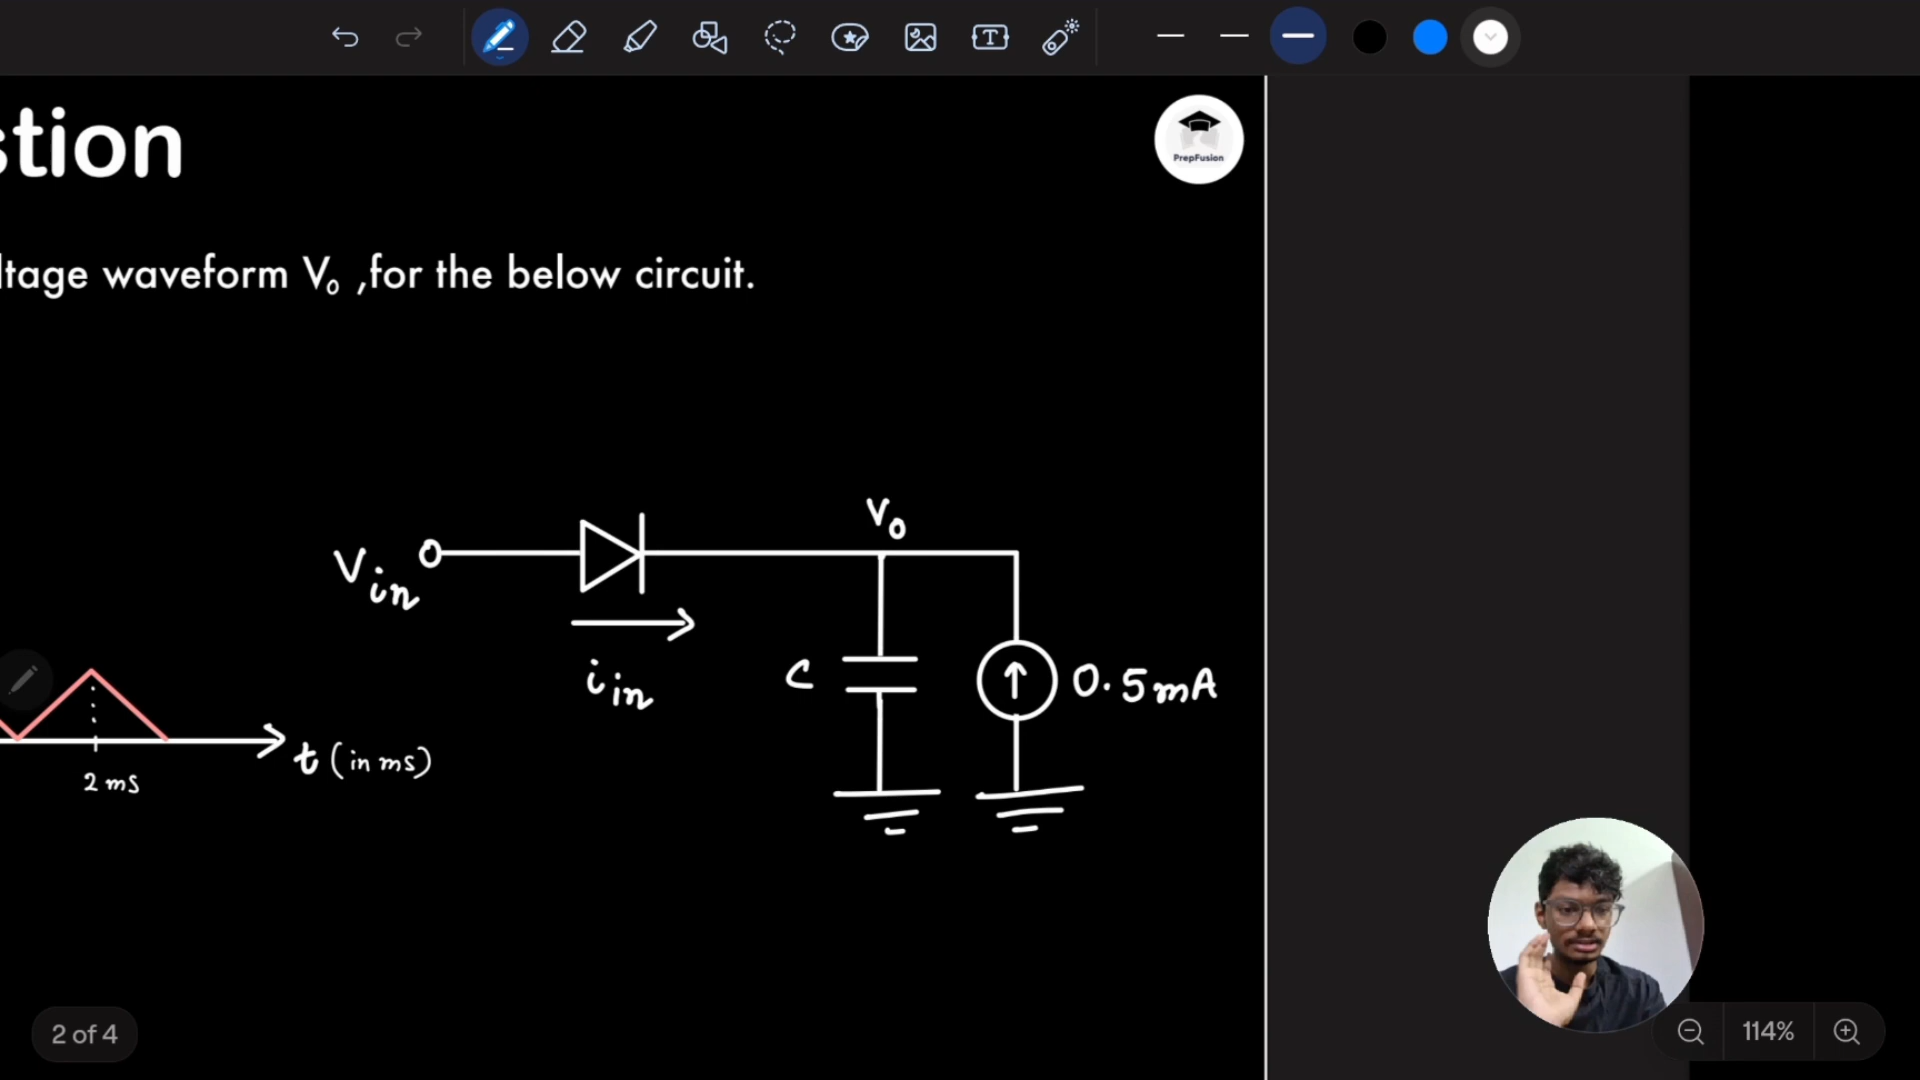 stion
PrepFusion
ltage waveform V₀ ,for the below circuit.
V₀
Vin
iin
C
0.5mA
t (in ms)
2 ms
2 of 4
114%